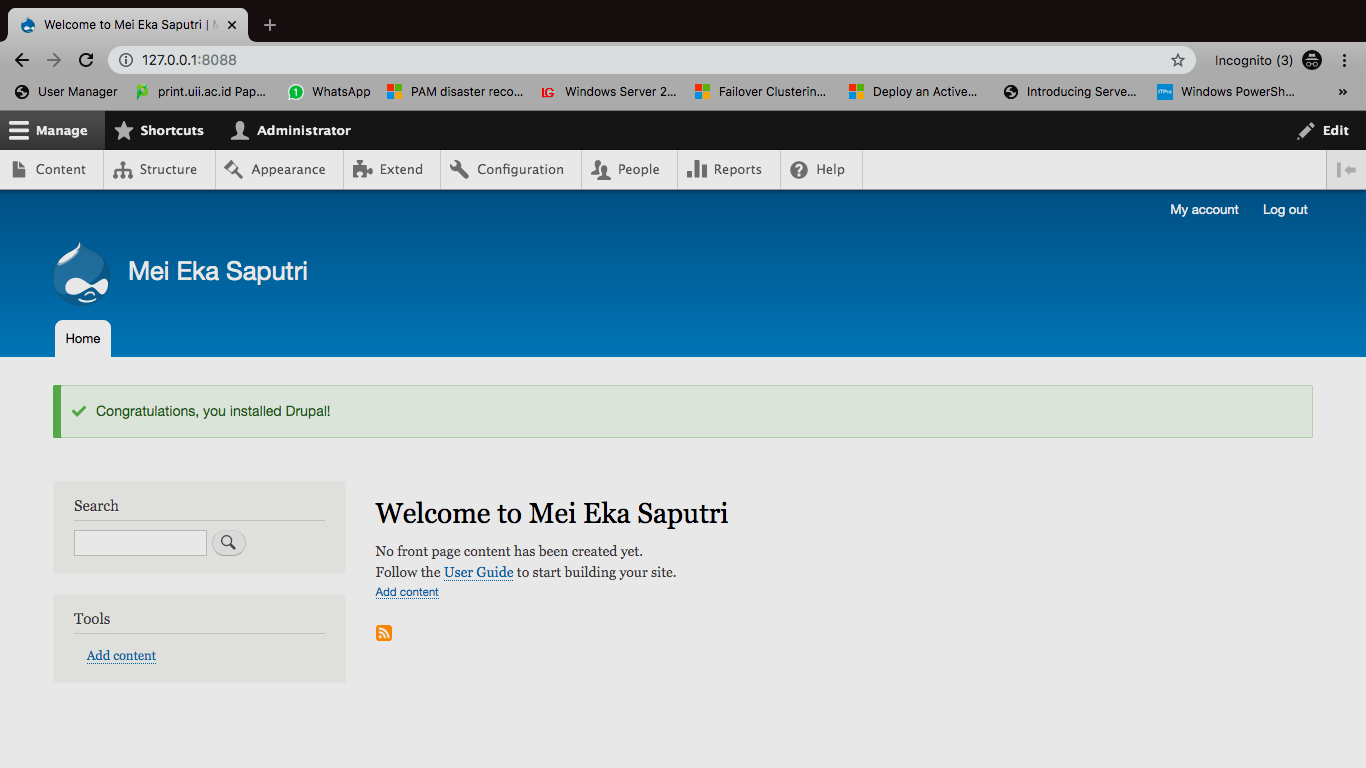 Welcome to Mei Eka Saputri |
127.0.0.1:8088 Incognito (3)
User Manager print.uii.ac.id Pap... WhatsApp PAM disaster reco... LG Windows Server 2... Failover Clusterin... Deploy an Active... Introducing Serve... ITPro Windows PowerSh... »
Manage Shortcuts Administrator Edit
Content Structure Appearance Extend Configuration People Reports Help
My account Log out
Mei Eka Saputri
Home
Congratulations, you installed Drupal!
Search
Tools
Add content
Welcome to Mei Eka Saputri
No front page content has been created yet.
Follow the User Guide to start building your site.
Add content